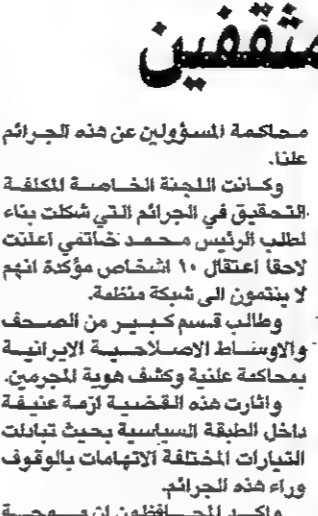 مثقفين
محاكمة المسؤولين عن هذه الجرائم
علنا.
وكانت اللجنة الخاصة المكلفة
التحقيق في الجرائم التي شكلت بناء
لطلب الرئيس محمد خاتمي اعلنت
لاحقا اعتقال ١٠ اشخاص مؤكدة انهم
لا ينتمون الى شبكة منظمة.
وطالب قسم كبير من الصحف
والاوساط الاصلاحية الايرانية
بمحاكمة علنية وكشف هوية المجرمين.
واثارت هذه القضية ازمة عنيفة
داخل الطبقة السياسية بحيث تبادلت
التيارات المختلفة الاتهامات بالوقوف
وراء هذه الجرائم.
واكد المحافظون ان